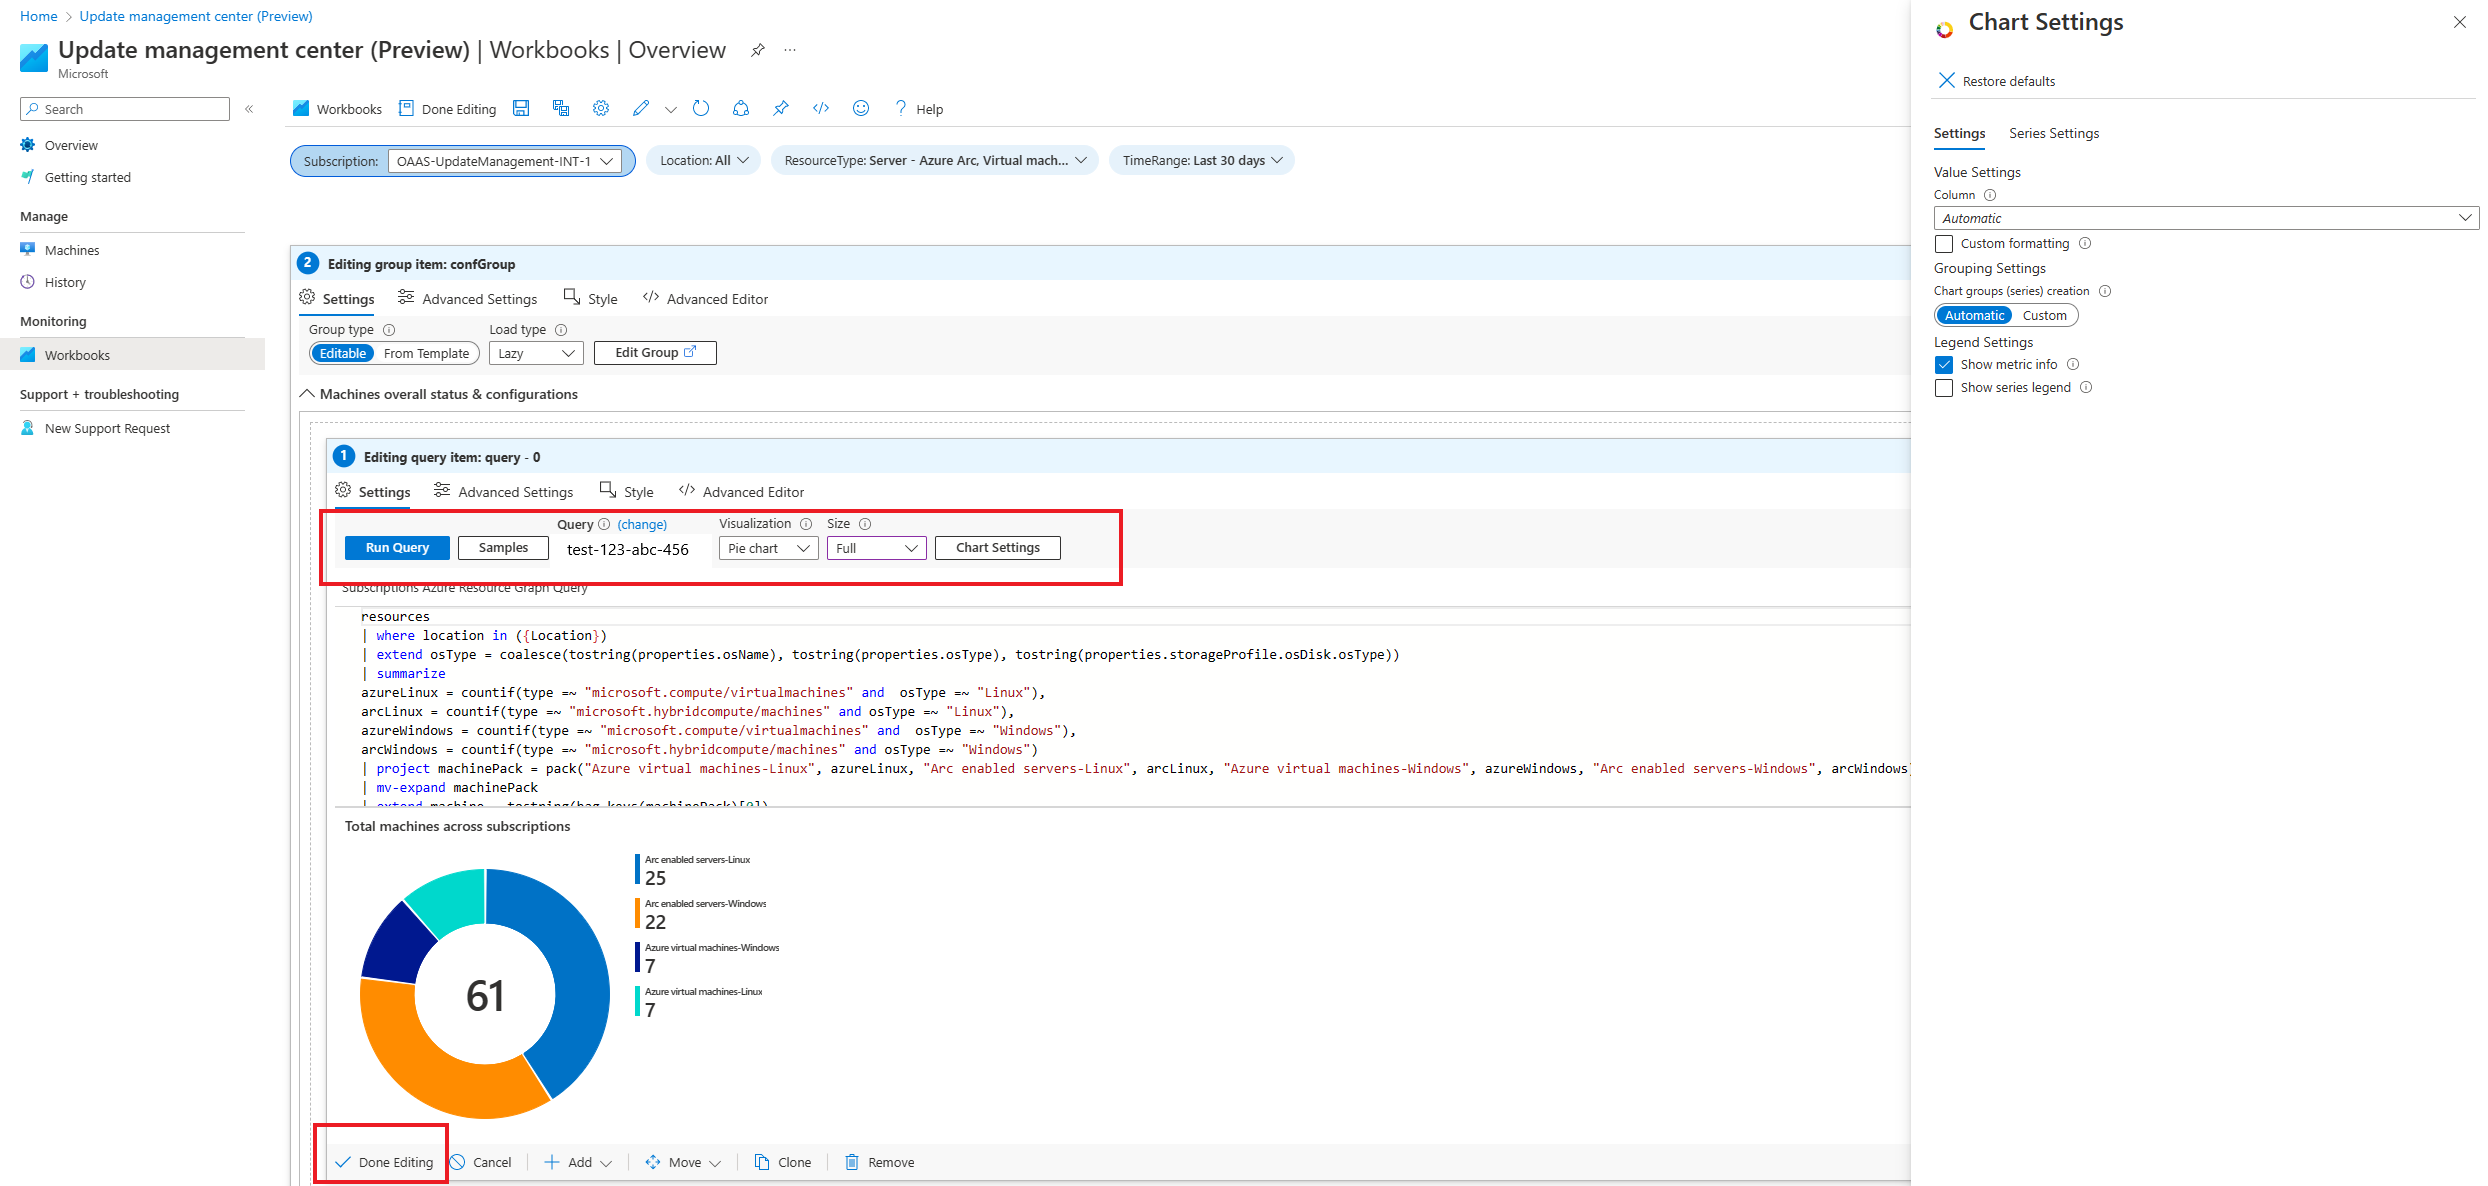 Home > Update management center (Preview)
Update management center (Preview) | Workbooks | Overview ...
Microsoft
Search «
Overview
Getting started
Manage
Machines
History
Monitoring
Workbooks
Support + troubleshooting
New Support Request
Workbooks Done Editing ? Help
Subscription: OAAS-UpdateManagement-INT-1 Location: All ResourceType: Server - Azure Arc, Virtual mach... TimeRange: Last 30 days
2 Editing group item: confGroup
Settings Advanced Settings Style </> Advanced Editor
Group type Load type
Editable From Template Lazy Edit Group
Machines overall status & configurations
1 Editing query item: query - 0
Settings Advanced Settings Style </> Advanced Editor
Query (change) Visualization Size
Run Query Samples test-123-abc-456 Pie chart Full Chart Settings
Subscriptions Azure Resource Graph Query
resources
| where location in ({Location})
| extend osType = coalesce(tostring(properties.osName), tostring(properties.osType), tostring(properties.storageProfile.osDisk.osType))
| summarize
azureLinux = countif(type =~ "microsoft.compute/virtualmachines" and  osType =~ "Linux"),
arcLinux = countif(type =~ "microsoft.hybridcompute/machines" and osType =~ "Linux"),
azureWindows = countif(type =~ "microsoft.compute/virtualmachines" and  osType =~ "Windows"),
arcWindows = countif(type =~ "microsoft.hybridcompute/machines" and osType =~ "Windows")
| project machinePack = pack("Azure virtual machines-Linux", azureLinux, "Arc enabled servers-Linux", arcLinux, "Azure virtual machines-Windows", azureWindows, "Arc enabled servers-Windows", arcWindows)
| mv-expand machinePack
| extend machine = tostring(bag_keys(machinePack)[0])
Total machines across subscriptions
61
Arc enabled servers-Linux
25
Arc enabled servers-Windows
22
Azure virtual machines-Windows
7
Azure virtual machines-Linux
7
Done Editing Cancel Add Move Clone Remove
Chart Settings
Restore defaults
Settings Series Settings
Value Settings
Column
Automatic
Custom formatting
Grouping Settings
Chart groups (series) creation
Automatic Custom
Legend Settings
Show metric info
Show series legend